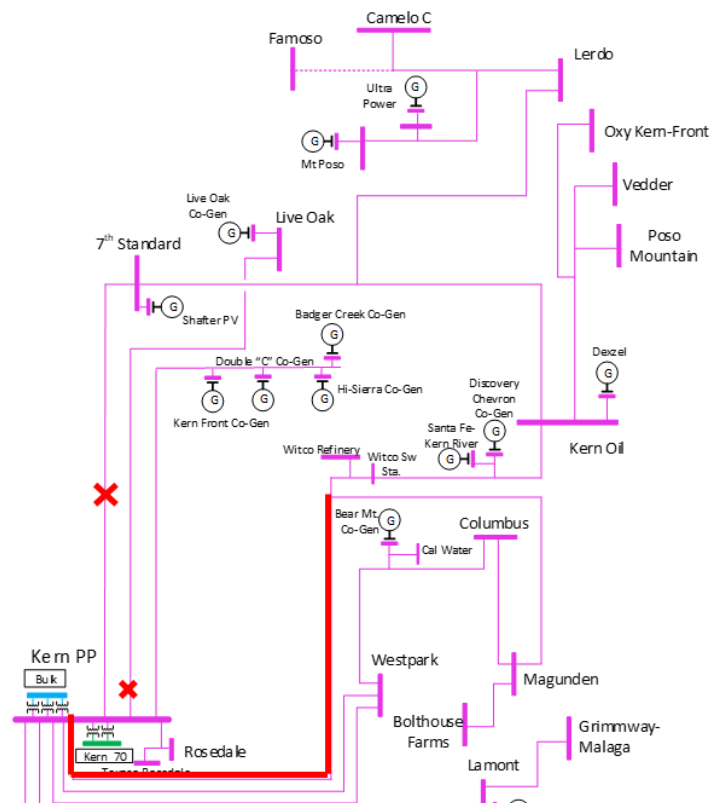 Camelo C
Famoso
Lerdo
Ultra
Power
G
Oxy Kern-Front
G
Mt Poso
Vedder
Live Oak
Co-Gen
G
Live Oak
Poso
Mountain
7th Standard
G
Shafter PV
Badger Creek Co-Gen
G
Double "C" Co-Gen
Hi-Sierra Co-Gen
G
G
G
Kern Front Co-Gen
Dexzel
G
Discovery
Chevron
Co-Gen
G
Santa Fe-
Kern River
G
Kern Oil
Witco Refinery
Witco Sw
Sta.
Bear Mt.
Co-Gen
G
Cal Water
Columbus
Kern PP
Bulk
Westpark
Magunden
Bolthouse
Farms
Grimmway-
Malaga
Rosedale
Kern 70
Rosedale
Lamont